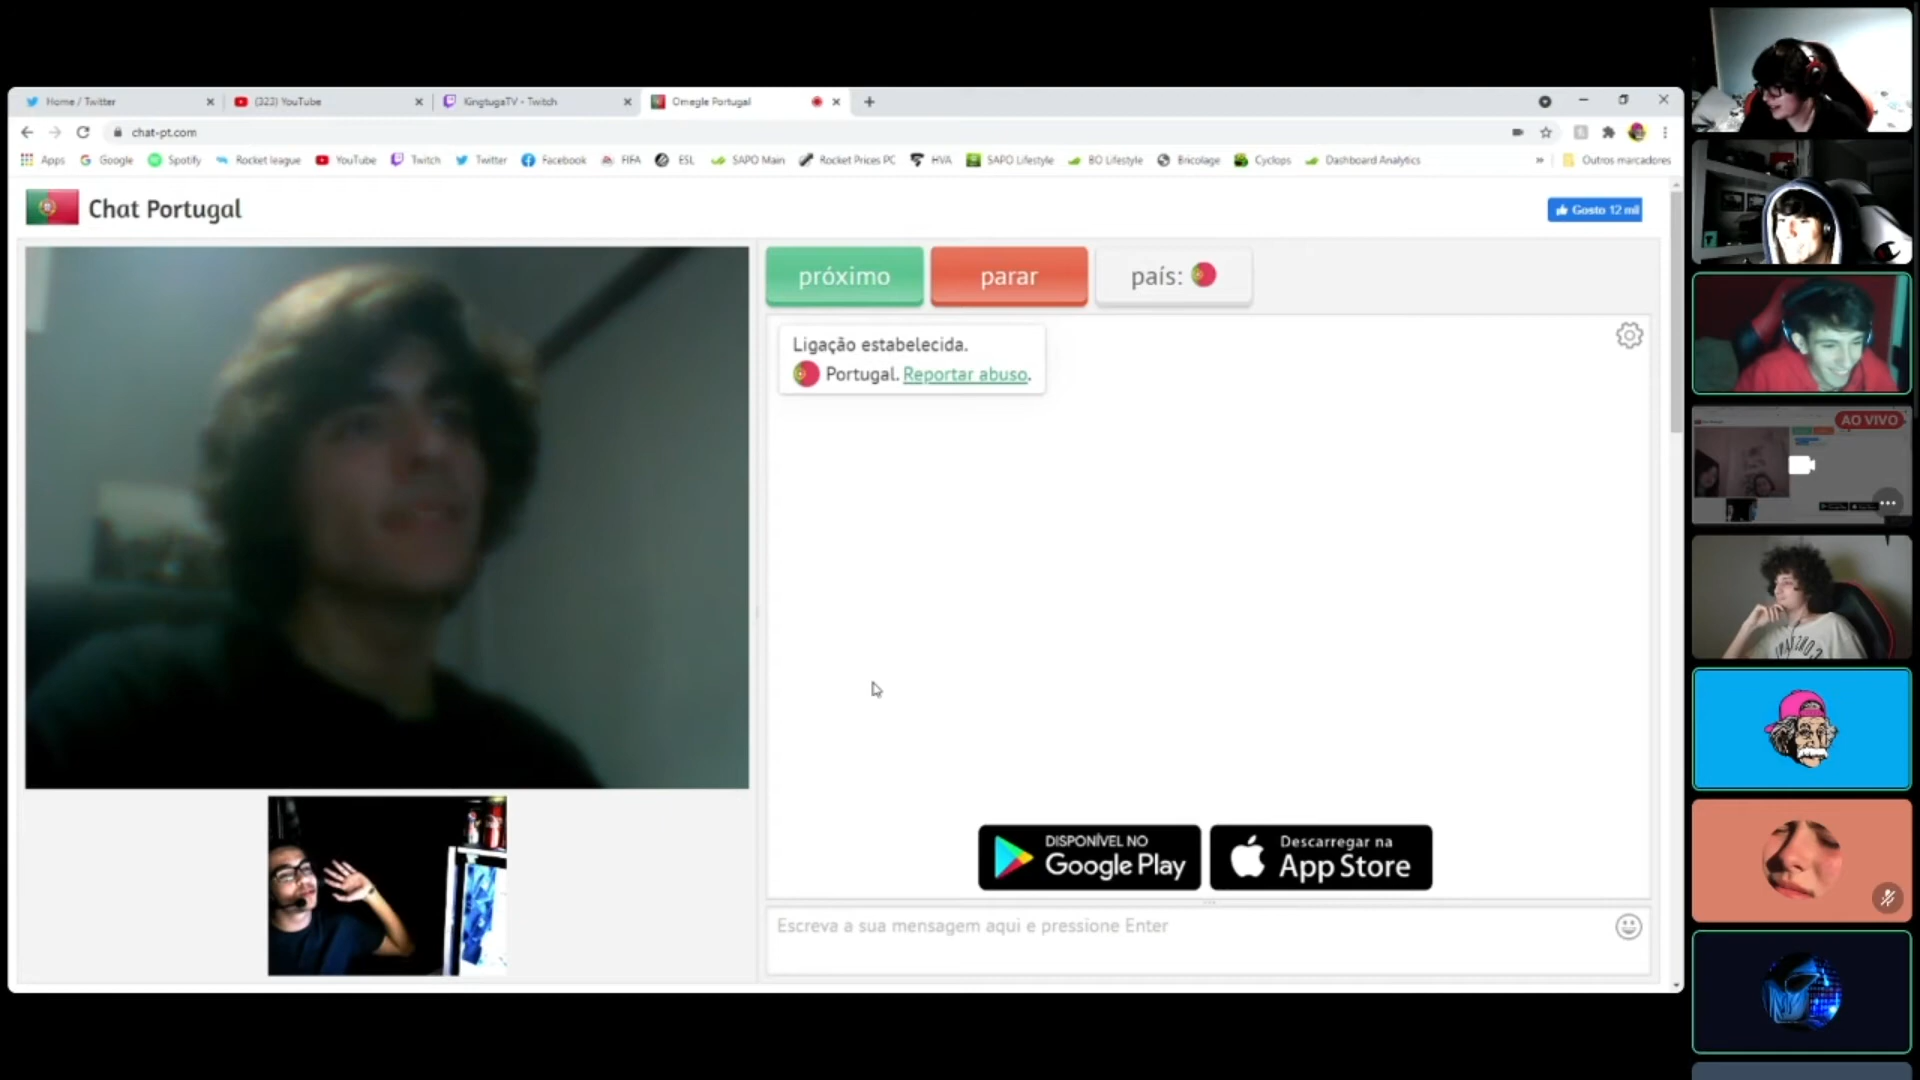 Home / Twitter
(323) YouTube
KingtugaTV - Twitch
Omegle Portugal
chat-pt.com
Apps
Google
Spotify
Rocket league
YouTube
Twitch
Twitter
Facebook
FIFA
ESL
SAPO Main
Rocket Prices PC
HVA
SAPO Lifestyle
BO Lifestyle
Bricolage
Cyclops
Dashboard Analytics
»
Outros marcadores
Chat Portugal
Gosto 12 mil
próximo
parar
país:
Ligação estabelecida.
Portugal. Reportar abuso.
DISPONÍVEL NO
Google Play
Descarregar na
App Store
Escreva a sua mensagem aqui e pressione Enter
AO VIVO